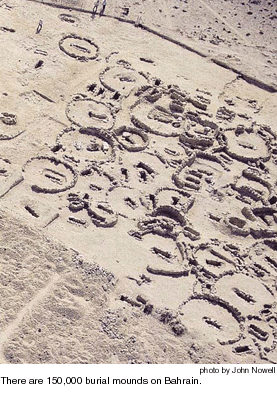 photo by John Nowell
There are 150,000 burial mounds on Bahrain.